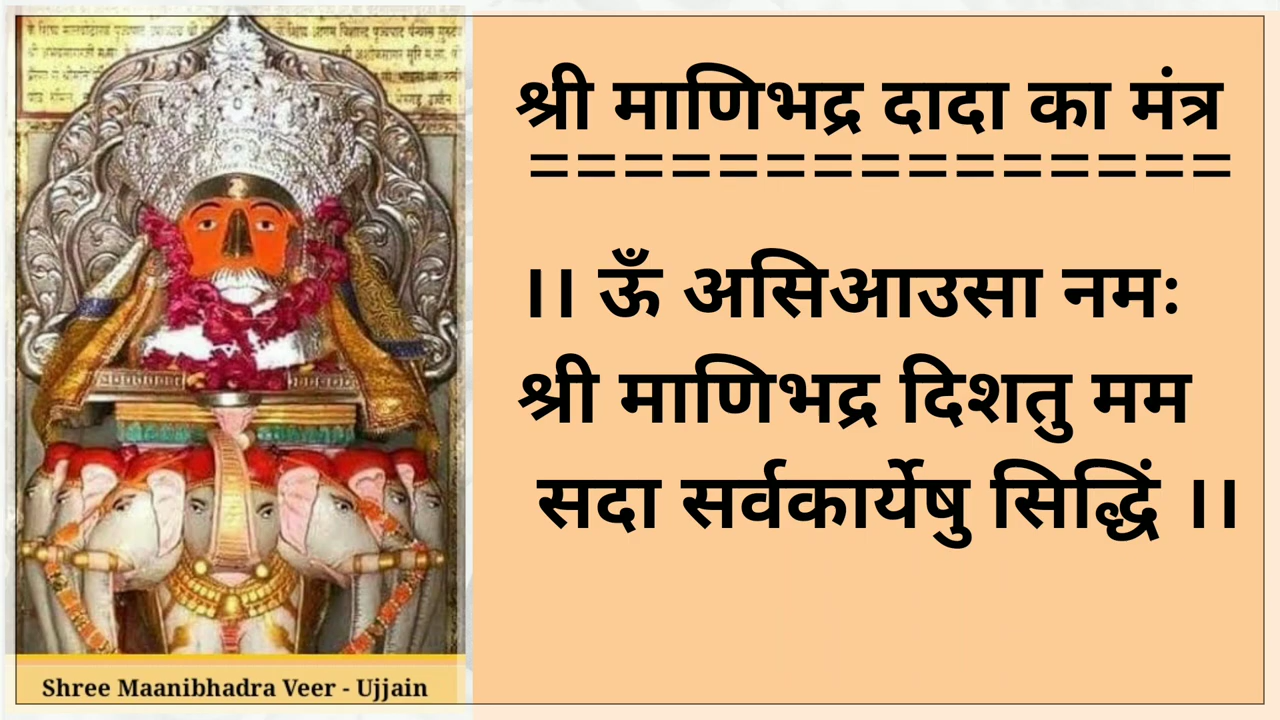 श्री माणिभद्र दादा का मंत्र
================
।। ऊँ असिआउसा नमः
श्री माणिभद्र दिशतु मम
सदा सर्वकार्येषु सिद्धिं ।।
Shree Maanibhadra Veer - Ujjain